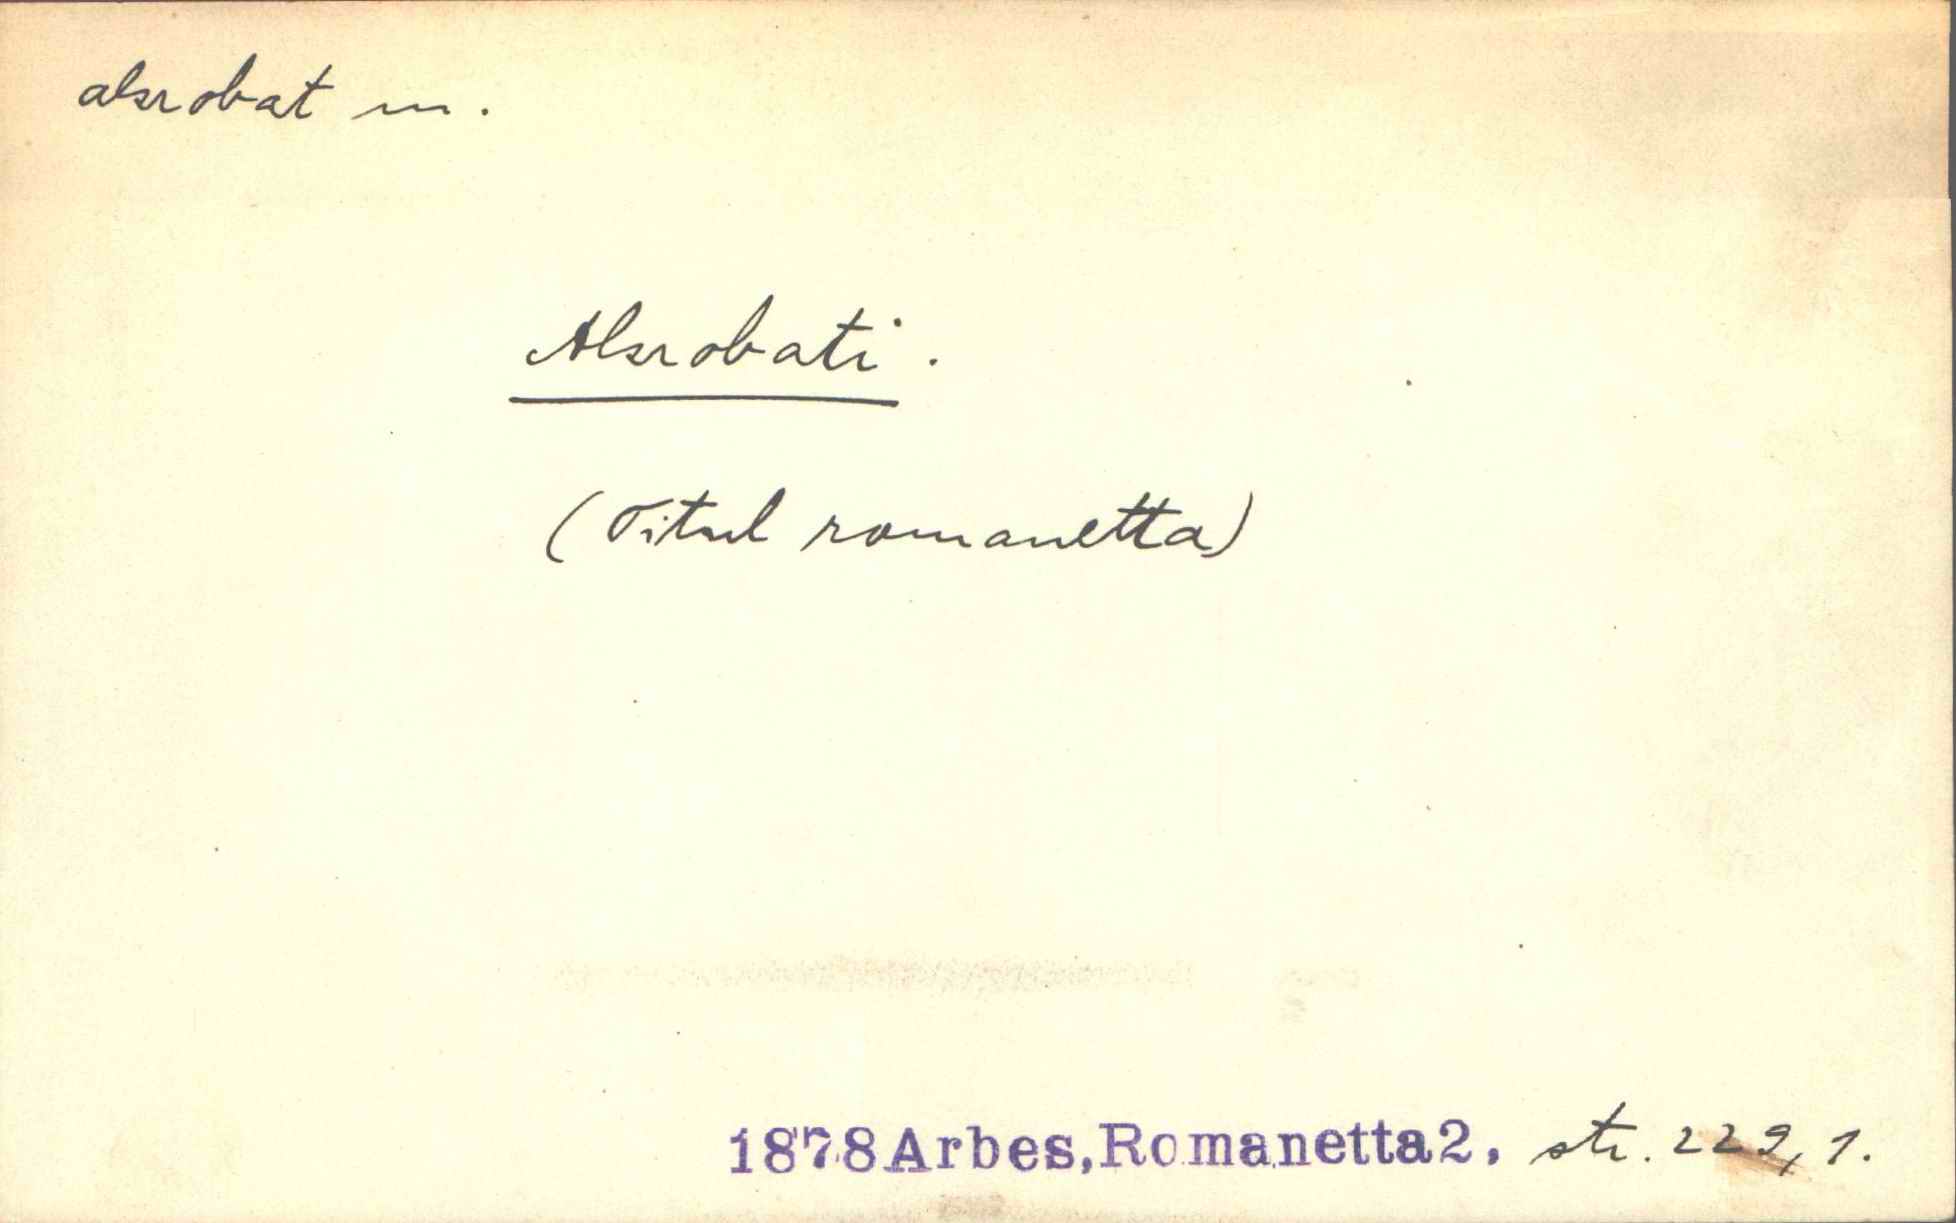 akrobat m.
Akrobati.
(Titul romanetta)
1878 Arbes, Romanetta 2, str. 229, 1.